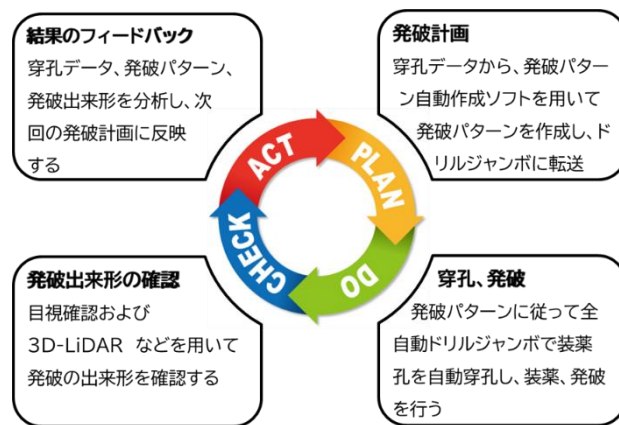 結果のフィードバック
穿孔データ、発破パターン、
発破出来形を分析し、次
回の発破計画に反映
する
発破計画
穿孔データから、発破パター
ン自動作成ソフトを用いて
発破パターンを作成し、ド
リルジャンボに転送
ACT
PLAN
CHECK
DO
発破出来形の確認
目視確認および
3D-LiDAR などを用いて
発破の出来形を確認する
穿孔、発破
発破パターンに従って全
自動ドリルジャンボで装薬
孔を自動穿孔し、装薬、発破
を行う